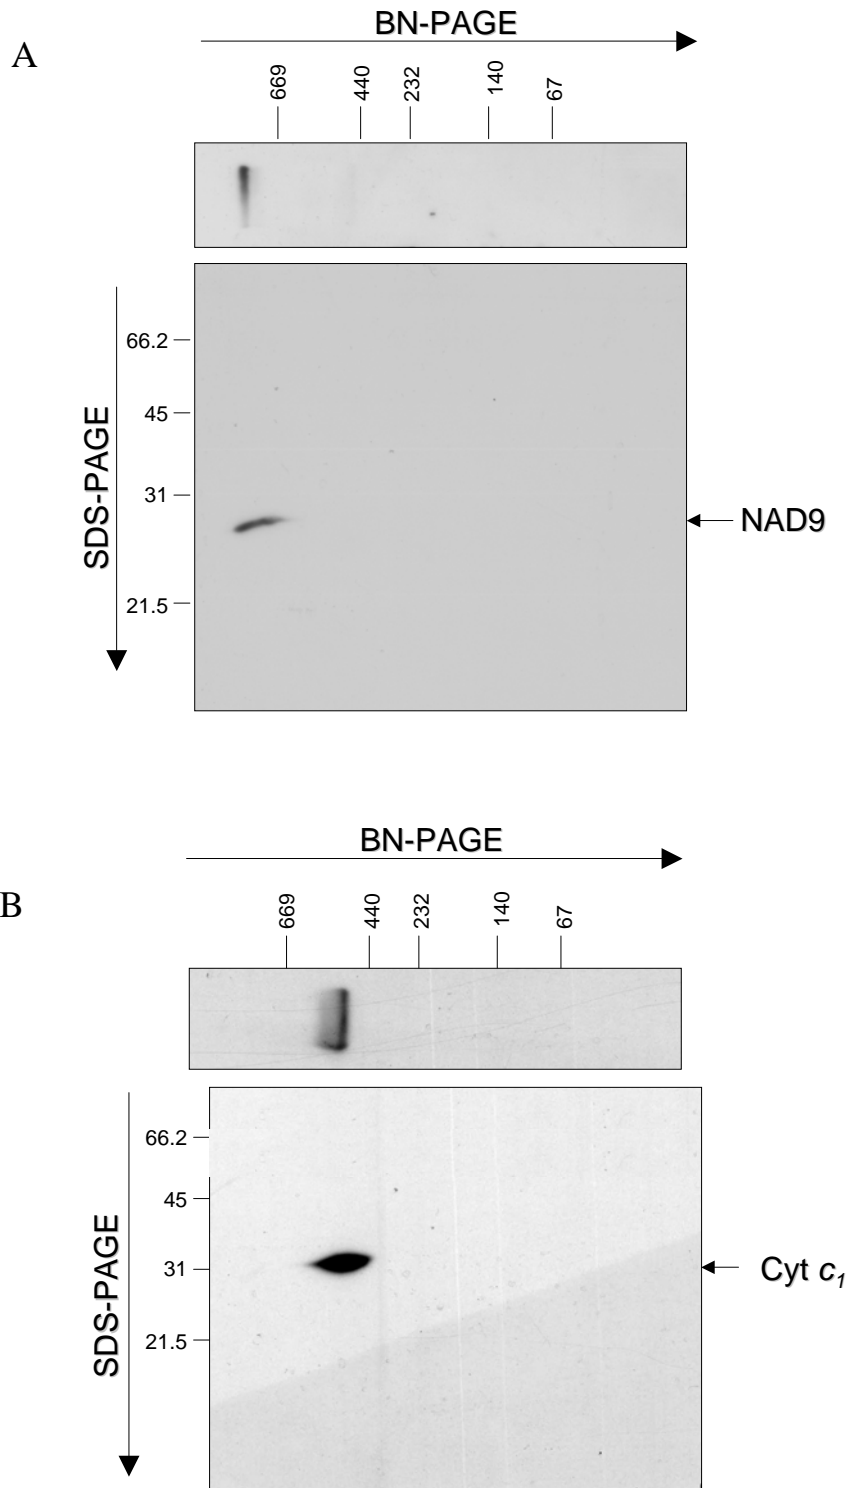 BN-PAGE
A
669
440
232
140
67
66.2
45
31
21.5
SDS-PAGE
NAD9
BN-PAGE
B
669
440
232
140
67
66.2
45
31
21.5
SDS-PAGE
Cyt c1